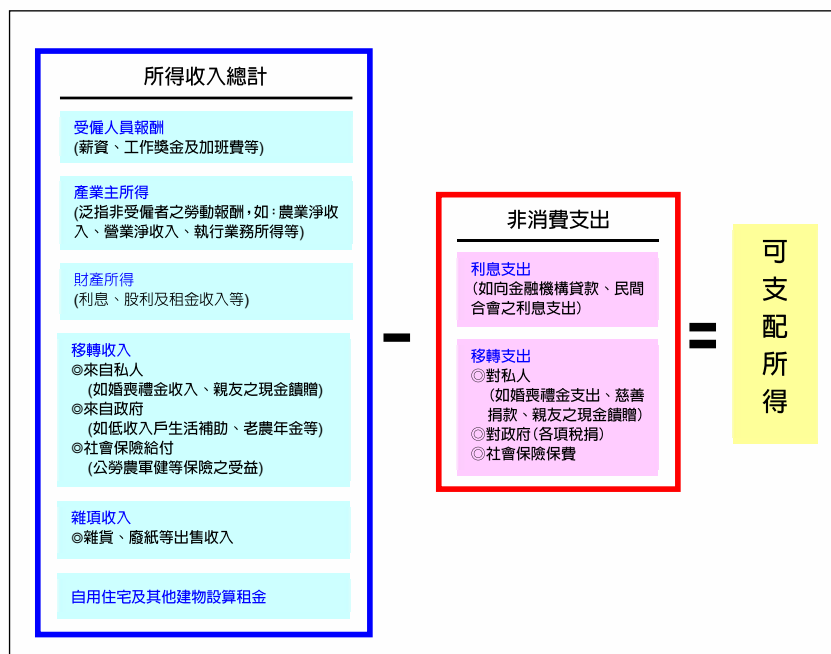 所得收入總計
受僱人員報酬
(薪資、工作獎金及加班費等)
產業主所得
(泛指非受僱者之勞動報酬，如：農業淨收
入、營業淨收入、執行業務所得等)
財產所得
(利息、股利及租金收入等)
移轉收入
◎來自私人
(如婚喪禮金收入、親友之現金饋贈)
◎來自政府
(如低收入戶生活補助、老農年金等)
◎社會保險給付
(公勞農軍健等保險之受益)
雜項收入
◎雜貨、廢紙等出售收入
自用住宅及其他建物設算租金
－
非消費支出
利息支出
(如向金融機構貸款、民間
合會之利息支出)
移轉支出
◎對私人
(如婚喪禮金支出、慈善
捐款、親友之現金饋贈)
◎對政府(各項稅捐)
◎社會保險保費
＝
可
支
配
所
得